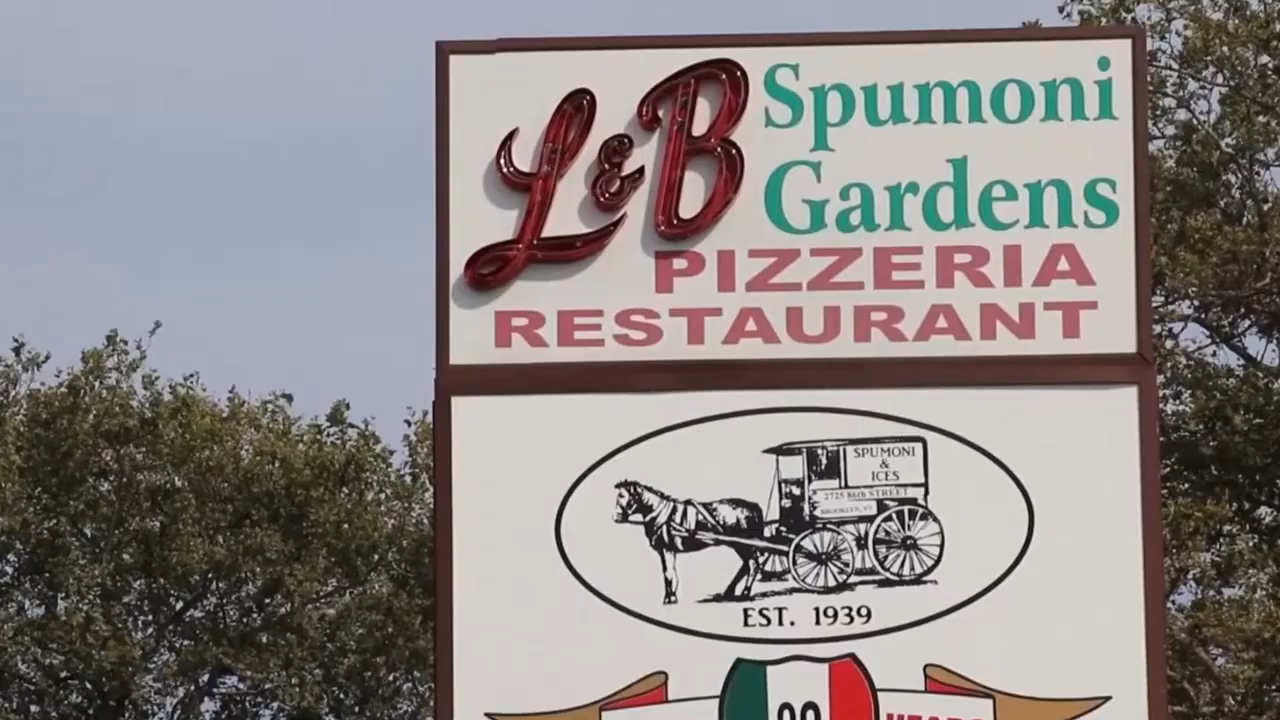 L&B
Spumoni
Gardens
PIZZERIA
RESTAURANT
SPUMONI
&
ICES
2725 86th STREET
BROOKLYN, NY
EST. 1939